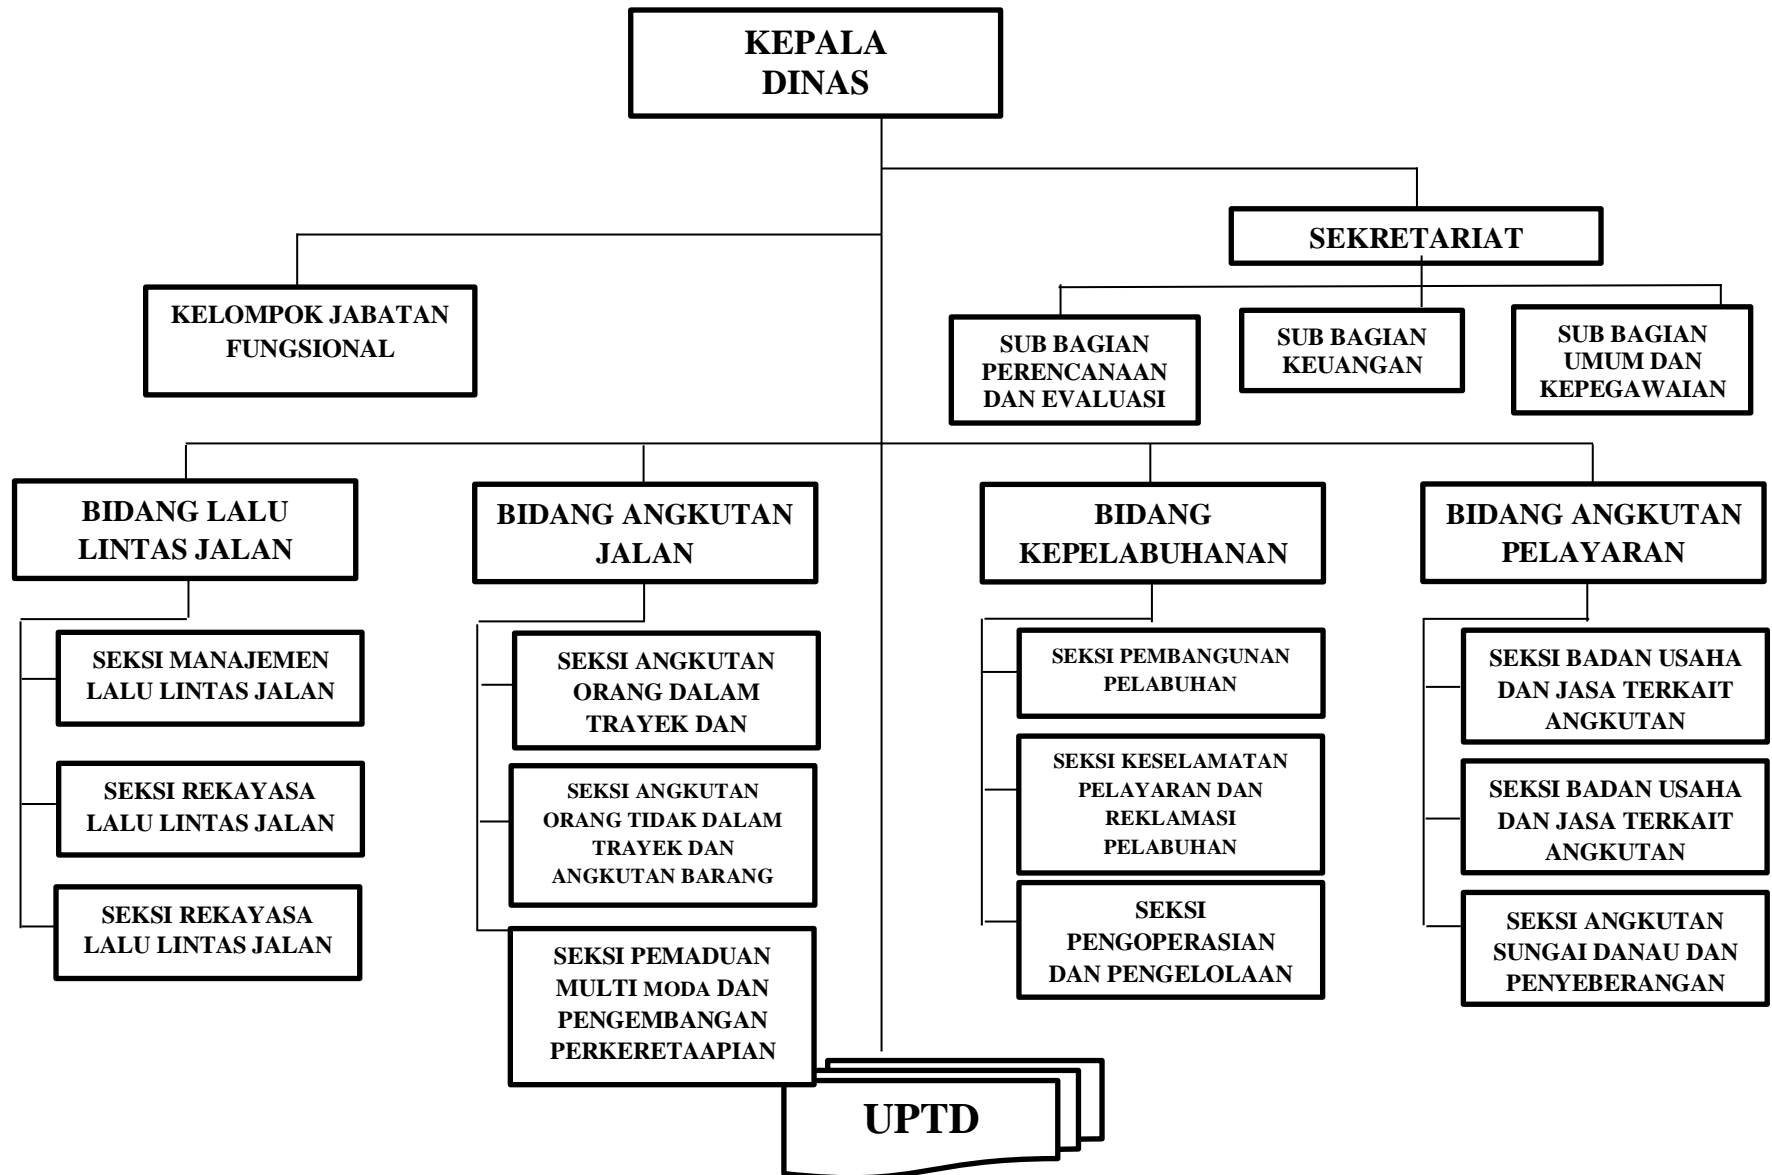 KEPALA
DINAS
SEKRETARIAT
KELOMPOK JABATAN
FUNGSIONAL
SUB BAGIAN
PERENCANAAN
DAN EVALUASI
SUB BAGIAN
KEUANGAN
SUB BAGIAN
UMUM DAN
KEPEGAWAIAN
BIDANG LALU
LINTAS JALAN
BIDANG ANGKUTAN
JALAN
BIDANG
KEPELABUHANAN
BIDANG ANGKUTAN
PELAYARAN
SEKSI MANAJEMEN
LALU LINTAS JALAN
SEKSI REKAYASA
LALU LINTAS JALAN
SEKSI REKAYASA
LALU LINTAS JALAN
SEKSI ANGKUTAN
ORANG DALAM
TRAYEK DAN
SEKSI ANGKUTAN
ORANG TIDAK DALAM
TRAYEK DAN
ANGKUTAN BARANG
SEKSI PEMADUAN
MULTI MODA DAN
PENGEMBANGAN
PERKERETAAPIAN
SEKSI PEMBANGUNAN
PELABUHAN
SEKSI KESELAMATAN
PELAYARAN DAN
REKLAMASI
PELABUHAN
SEKSI
PENGOPERASIAN
DAN PENGELOLAAN
SEKSI BADAN USAHA
DAN JASA TERKAIT
ANGKUTAN
SEKSI BADAN USAHA
DAN JASA TERKAIT
ANGKUTAN
SEKSI ANGKUTAN
SUNGAI DANAU DAN
PENYEBERANGAN
UPTD